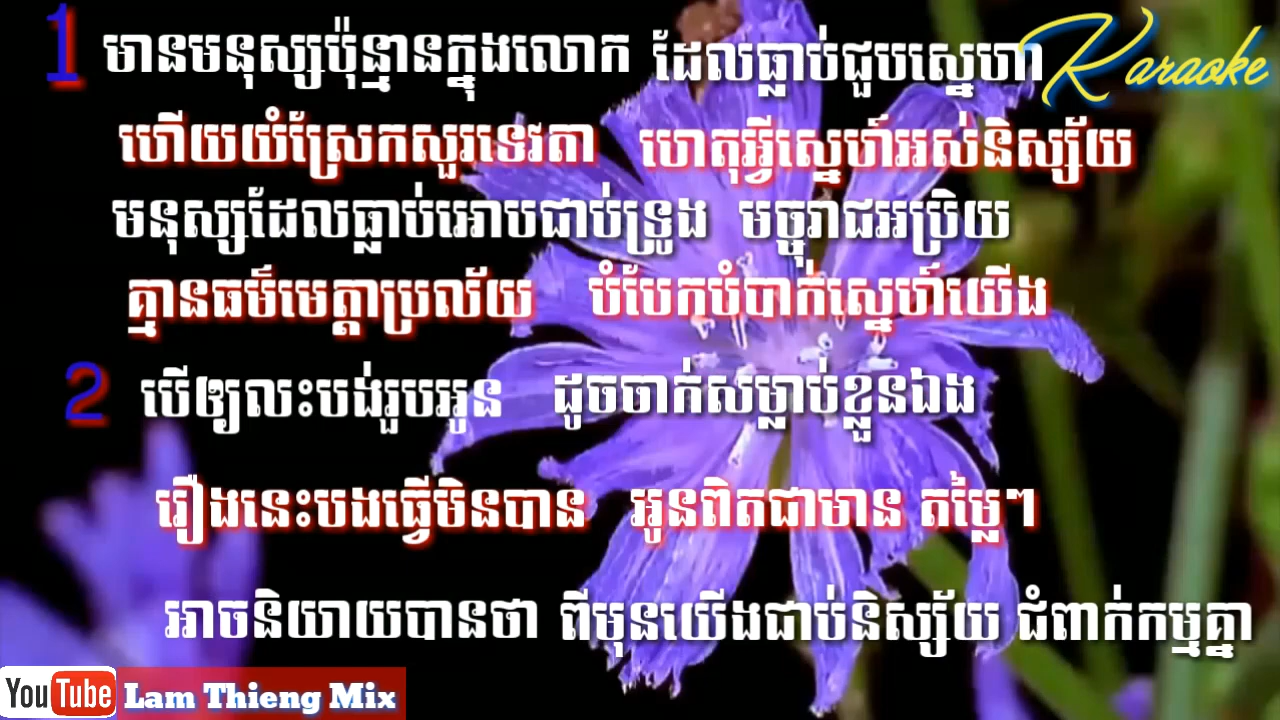 1 មានមនុស្សប៉ុន្មានក្នុងលោក ដែលធ្លាប់ជួបស្នេហា Karaoke
ហើយយំស្រែកសួរទេវតា ហេតុអ្វីស្នេហ៍អស់និស្ស័យ
មនុស្សដែលធ្លាប់អោបជាប់ទ្រូង មច្ចុរាជអប្រិយ
គ្មានធម៌មេត្តាប្រល័យ បំបែកបំបាក់ស្នេហ៍យើង
2 បើឲ្យលះបង់រួបអូន ដូចចាក់សម្លាប់ខ្លួនឯង
រឿងនេះបងធ្វើមិនបាន អូនពិតជាមាន តម្លៃៗ
អាចនិយាយបានថា ពីមុនយើងជាប់និស្ស័យ ជំពាក់កម្មគ្នា
YouTube Lam Thieng Mix